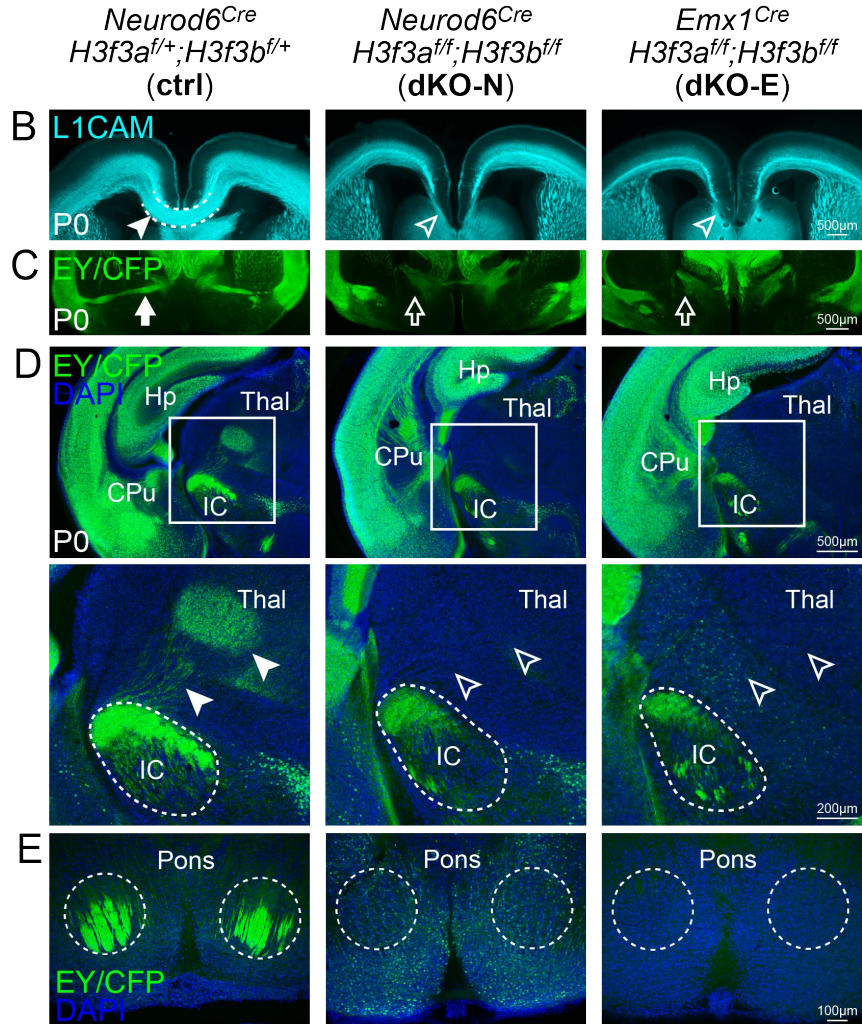 Neurod6Cre
H3f3af/+;H3f3bf/+
(ctrl)
Neurod6Cre
H3f3af/f;H3f3bf/f
(dKO-N)
Emx1Cre
H3f3af/f;H3f3bf/f
(dKO-E)
B
L1CAM
P0
500µm
C
EY/CFP
P0
500µm
D
EY/CFP
DAPI
Hp
Thal
CPu
IC
P0
Hp
Thal
CPu
IC
Hp
Thal
CPu
IC
500µm
Thal
IC
Thal
IC
Thal
IC
200µm
E
Pons
EY/CFP
DAPI
Pons
Pons
100µm